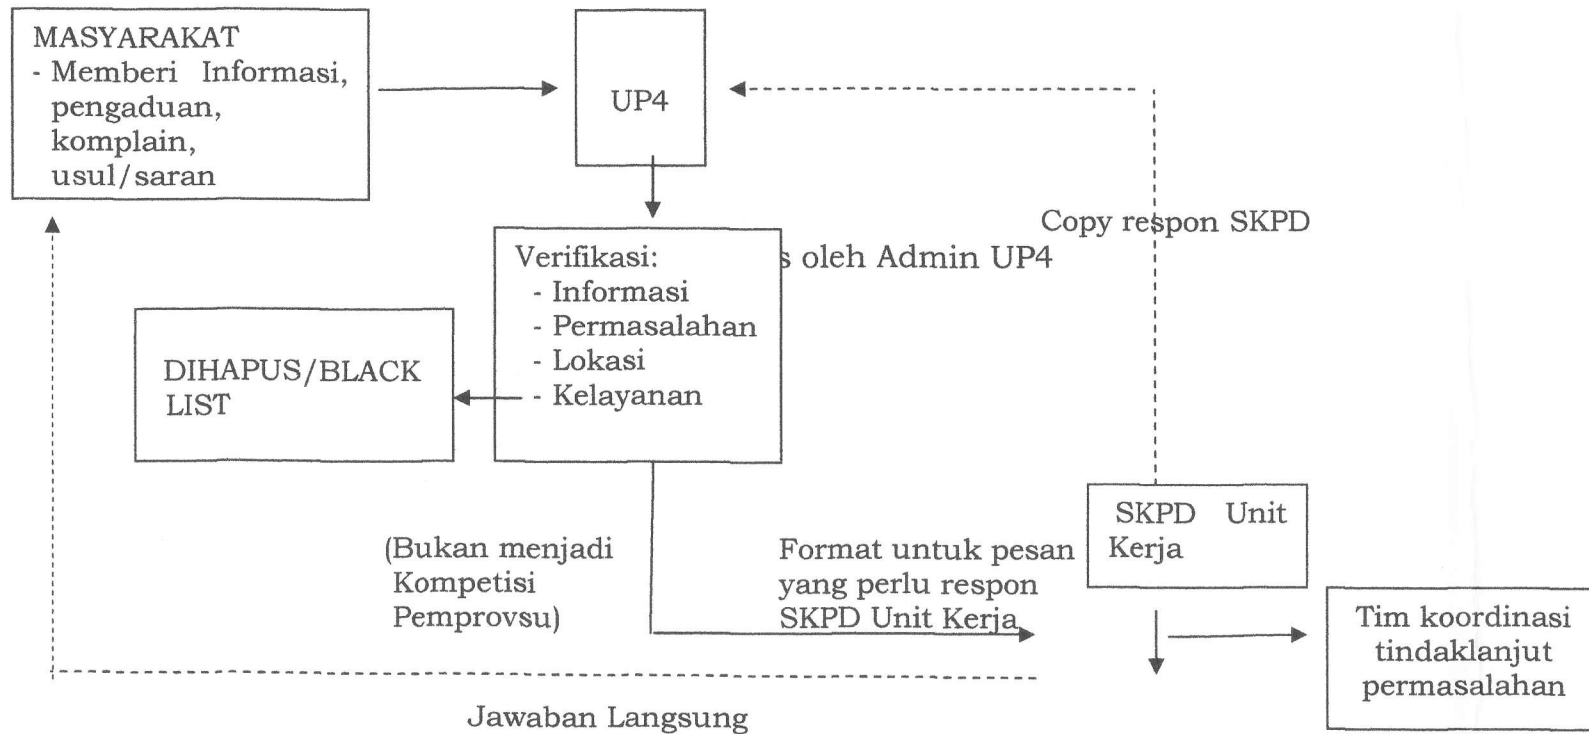 MASYARAKAT
- Memberi Informasi,
pengaduan,
komplain,
usul/saran
UP4
Copy respon SKPD
Verifikasi:
- Informasi
- Permasalahan
- Lokasi
- Kelayanan
oleh Admin UP4
DIHAPUS/BLACK
LIST
(Bukan menjadi
Kompetisi
Pemprovsu)
Format untuk pesan
yang perlu respon
SKPD Unit Kerja
SKPD Unit
Kerja
Tim koordinasi
tindaklanjut
permasalahan
Jawaban Langsung